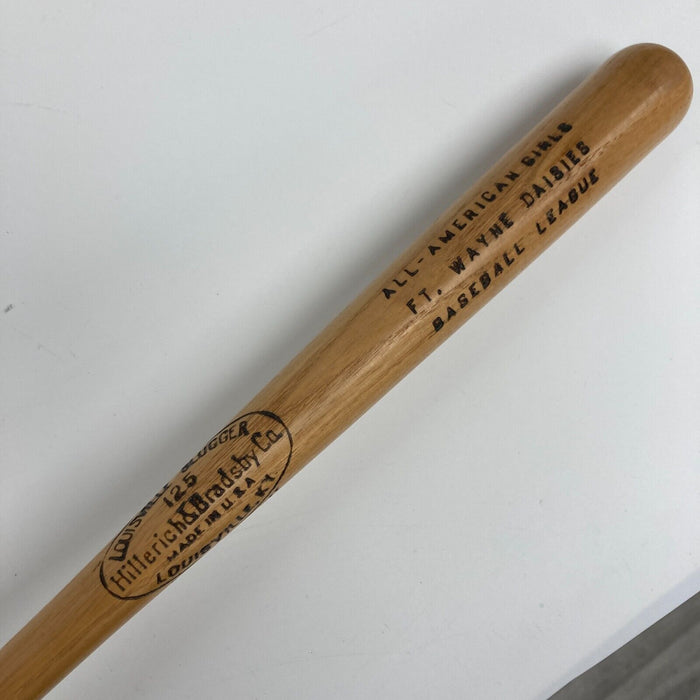 ALL-AMERICAN GIRLS
FT. WAYNE DAISIES
BASEBALL LEAGUE
LOUISVILLE SLUGGER
125
Hillerich & Bradsby Co.
MADE IN U.S.A.
LOUISVILLE, KY.